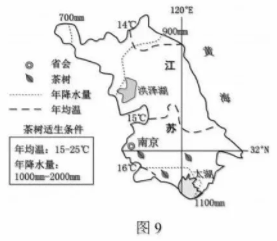 700mm
14℃
120°E
900mm
黄
海
江
苏
洪泽湖
15℃
南京
16℃
32°N
太湖
1100mm
省会
茶树
年降水量
年均温
茶树适生条件
年均温：15-25℃
年降水量：
1000mm-2000mm
图9